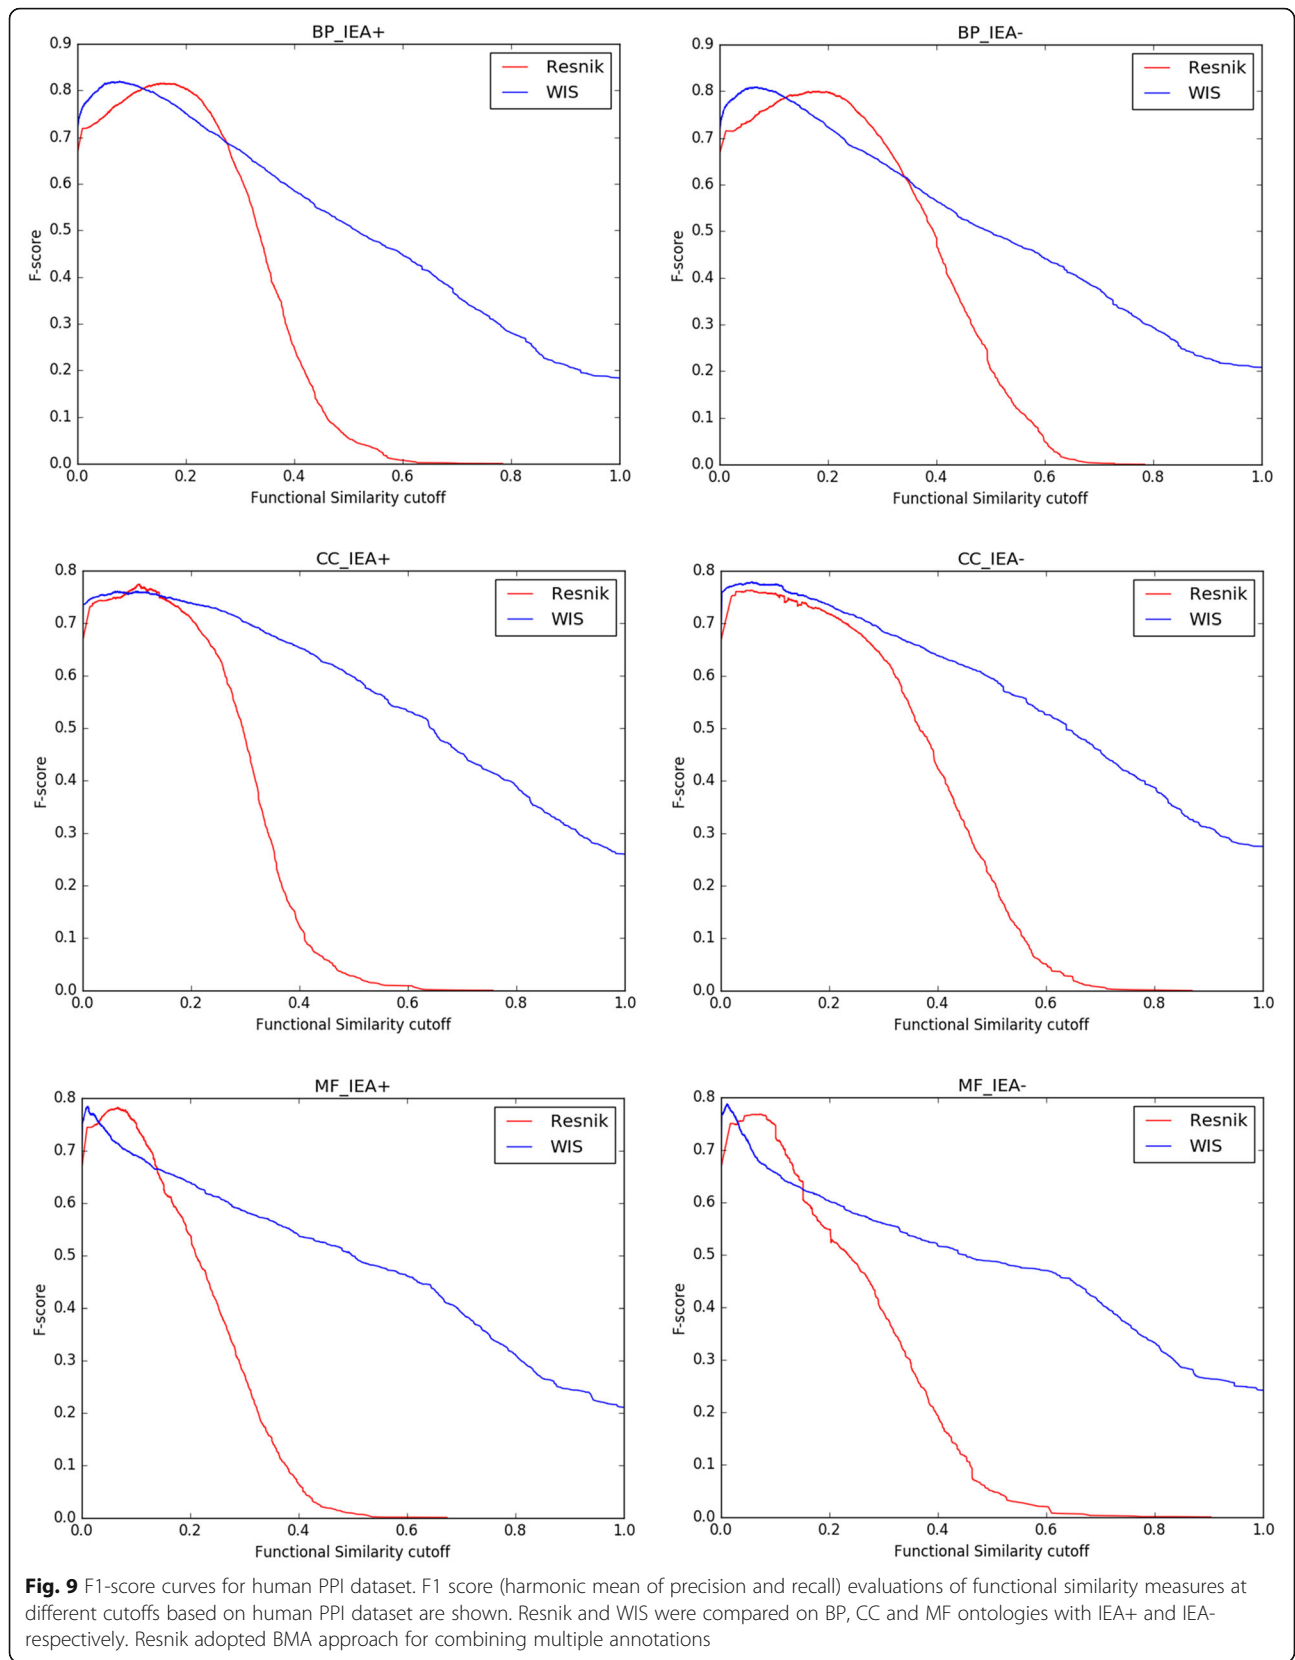 BP_IEA+
0.9
0.8
0.7
0.6
0.5
0.4
0.3
0.2
0.1
0.0
F-score
Resnik
WIS
0.0 0.2 0.4 0.6 0.8 1.0
Functional Similarity cutoff
BP_IEA-
0.9
0.8
0.7
0.6
0.5
0.4
0.3
0.2
0.1
0.0
F-score
Resnik
WIS
0.0 0.2 0.4 0.6 0.8 1.0
Functional Similarity cutoff
CC_IEA+
0.8
0.7
0.6
0.5
0.4
0.3
0.2
0.1
0.0
F-score
Resnik
WIS
0.0 0.2 0.4 0.6 0.8 1.0
Functional Similarity cutoff
CC_IEA-
0.8
0.7
0.6
0.5
0.4
0.3
0.2
0.1
0.0
F-score
Resnik
WIS
0.0 0.2 0.4 0.6 0.8 1.0
Functional Similarity cutoff
MF_IEA+
0.8
0.7
0.6
0.5
0.4
0.3
0.2
0.1
0.0
F-score
Resnik
WIS
0.0 0.2 0.4 0.6 0.8 1.0
Functional Similarity cutoff
MF_IEA-
0.8
0.7
0.6
0.5
0.4
0.3
0.2
0.1
0.0
F-score
Resnik
WIS
0.0 0.2 0.4 0.6 0.8 1.0
Functional Similarity cutoff
Fig. 9 F1-score curves for human PPI dataset. F1 score (harmonic mean of precision and recall) evaluations of functional similarity measures at
different cutoffs based on human PPI dataset are shown. Resnik and WIS were compared on BP, CC and MF ontologies with IEA+ and IEA-
respectively. Resnik adopted BMA approach for combining multiple annotations